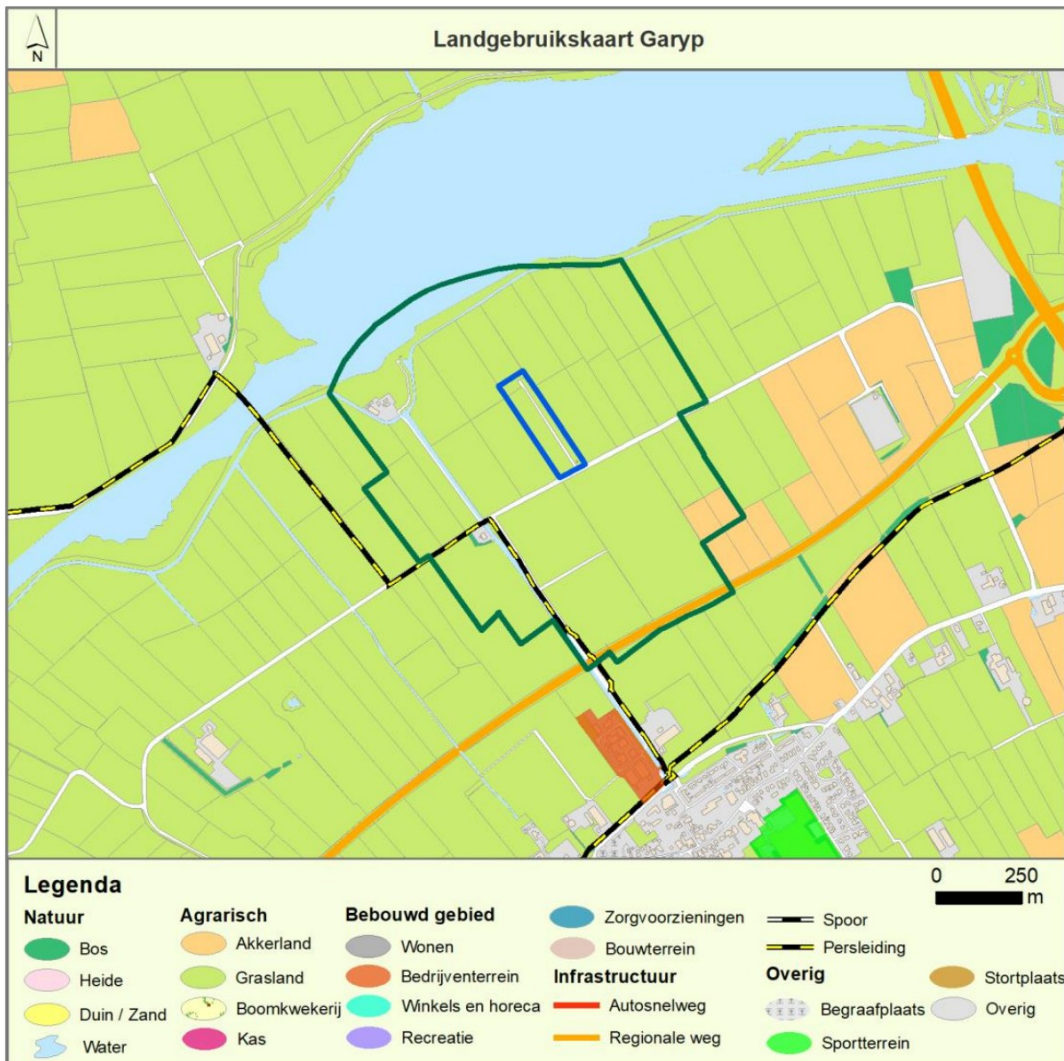 N
Landgebruikskaart Garyp
Legenda
0 250
m
Natuur
Bos
Heide
Duin / Zand
Water
Agrarisch
Akkerland
Grasland
Boomkwekerij
Kas
Bebouwd gebied
Wonen
Bedrijventerrein
Winkels en horeca
Recreatie
Zorgvoorzieningen
Bouwterrein
Infrastructuur
Autosnelweg
Regionale weg
Spoor
Persleiding
Overig
Begraafplaats
Sportterrein
Stortplaats
Overig